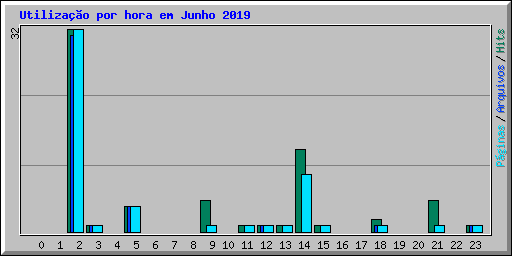 Utilização por hora em Junho 2019
32
Páginas / Arquivos / Hits
0 1 2 3 4 5 6 7 8 9 10 11 12 13 14 15 16 17 18 19 20 21 22 23